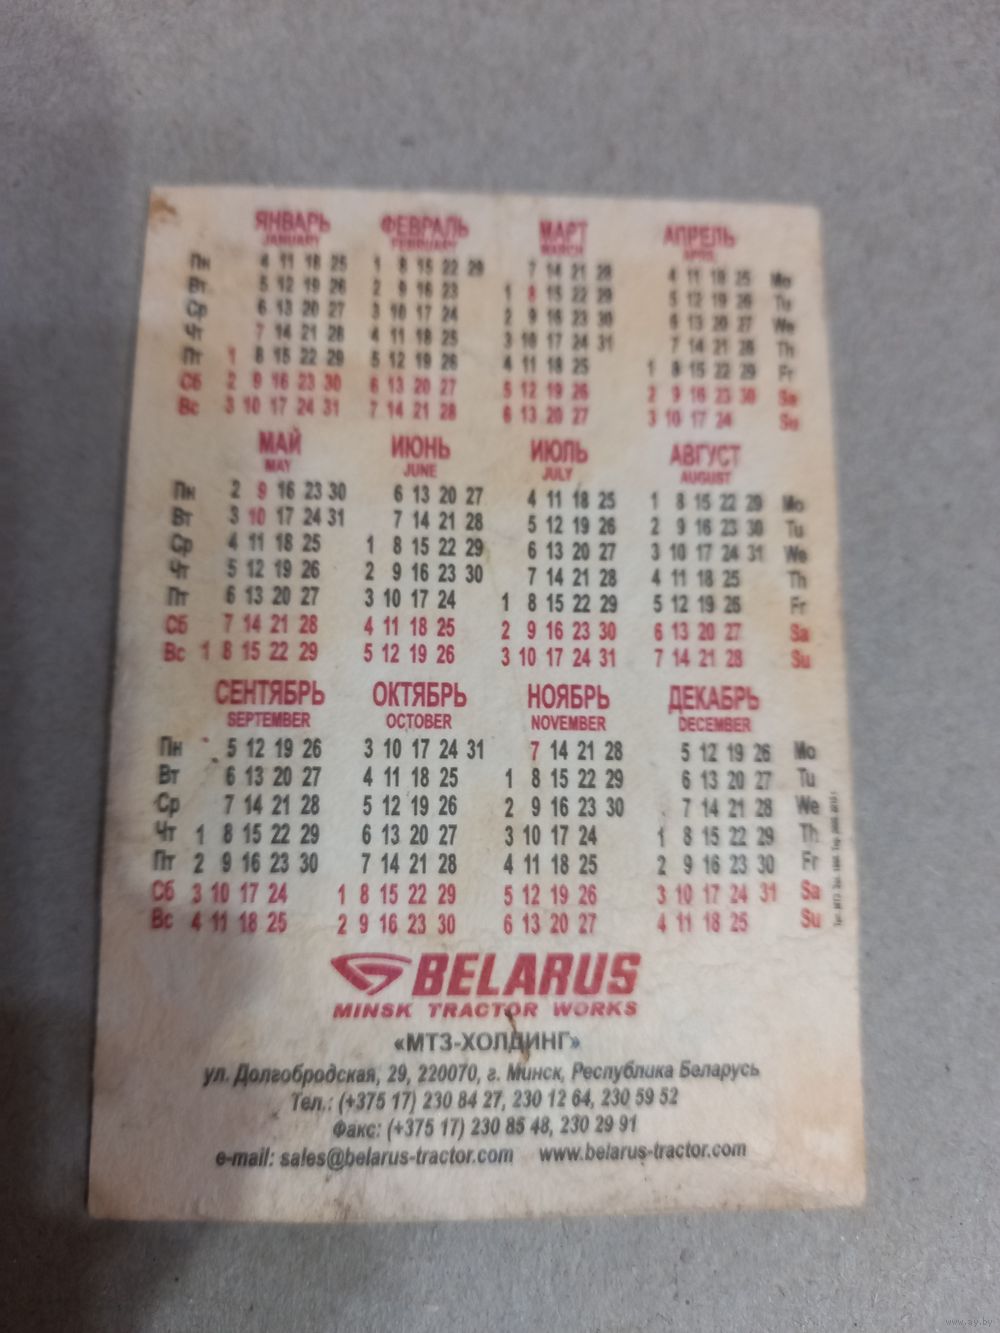 ЯНВАРЬ ФЕВРАЛЬ МАРТ АПРЕЛЬ
JANUARY FEBRUARY MARCH APRIL
Пн 4 11 18 25 1 8 15 22 29 7 14 21 28 4 11 18 25 Mo
Вт 5 12 19 26 2 9 16 23 1 8 15 22 29 5 12 19 26 Tu
Ср 6 13 20 27 3 10 17 24 2 9 16 23 30 6 13 20 27 We
Чт 7 14 21 28 4 11 18 25 3 10 17 24 31 7 14 21 28 Th
Пт 1 8 15 22 29 5 12 19 26 4 11 18 25 1 8 15 22 29 Fr
Сб 2 9 16 23 30 6 13 20 27 5 12 19 26 2 9 16 23 30 Sa
Вс 3 10 17 24 31 7 14 21 28 6 13 20 27 3 10 17 24 Su
МАЙ ИЮНЬ ИЮЛЬ АВГУСТ
MAY JUNE JULY AUGUST
Пн 2 9 16 23 30 6 13 20 27 4 11 18 25 1 8 15 22 29 Mo
Вт 3 10 17 24 31 7 14 21 28 5 12 19 26 2 9 16 23 30 Tu
Ср 4 11 18 25 1 8 15 22 29 6 13 20 27 3 10 17 24 31 We
Чт 5 12 19 26 2 9 16 23 30 7 14 21 28 4 11 18 25 Th
Пт 6 13 20 27 3 10 17 24 1 8 15 22 29 5 12 19 26 Fr
Сб 7 14 21 28 4 11 18 25 2 9 16 23 30 6 13 20 27 Sa
Вс 1 8 15 22 29 5 12 19 26 3 10 17 24 31 7 14 21 28 Su
СЕНТЯБРЬ ОКТЯБРЬ НОЯБРЬ ДЕКАБРЬ
SEPTEMBER OCTOBER NOVEMBER DECEMBER
Пн 5 12 19 26 3 10 17 24 31 7 14 21 28 5 12 19 26 Mo
Вт 6 13 20 27 4 11 18 25 1 8 15 22 29 6 13 20 27 Tu
Ср 7 14 21 28 5 12 19 26 2 9 16 23 30 7 14 21 28 We
Чт 1 8 15 22 29 6 13 20 27 3 10 17 24 1 8 15 22 29 Th
Пт 2 9 16 23 30 7 14 21 28 4 11 18 25 2 9 16 23 30 Fr
Сб 3 10 17 24 1 8 15 22 29 5 12 19 26 3 10 17 24 31 Sa
Вс 4 11 18 25 2 9 16 23 30 6 13 20 27 4 11 18 25 Su
BELARUS
MINSK TRACTOR WORKS
«МТЗ-ХОЛДИНГ»
ул. Долгобродская, 29, 220070, г. Минск, Республика Беларусь
Тел.: (+375 17) 230 84 27, 230 12 64, 230 59 52
Факс: (+375 17) 230 85 48, 230 29 91
e-mail: sales@belarus-tractor.com www.belarus-tractor.com
www.ay.by